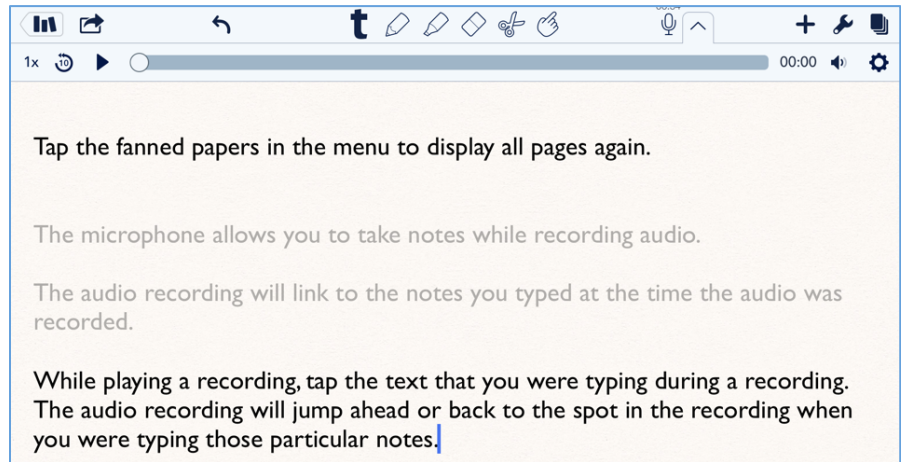 t
1x 10 00:00
Tap the fanned papers in the menu to display all pages again.
The microphone allows you to take notes while recording audio.
The audio recording will link to the notes you typed at the time the audio was
recorded.
While playing a recording, tap the text that you were typing during a recording.
The audio recording will jump ahead or back to the spot in the recording when
you were typing those particular notes.